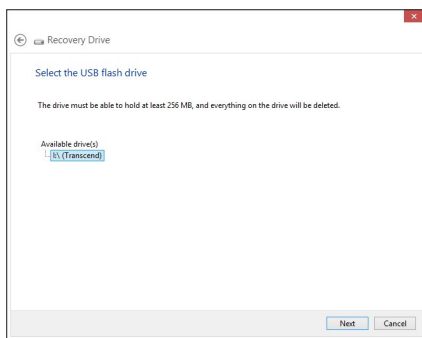 Recovery Drive
Select the USB flash drive
The drive must be able to hold at least 256 MB, and everything on the drive will be deleted.
Available drive(s)
I:\ (Transcend)
Next Cancel